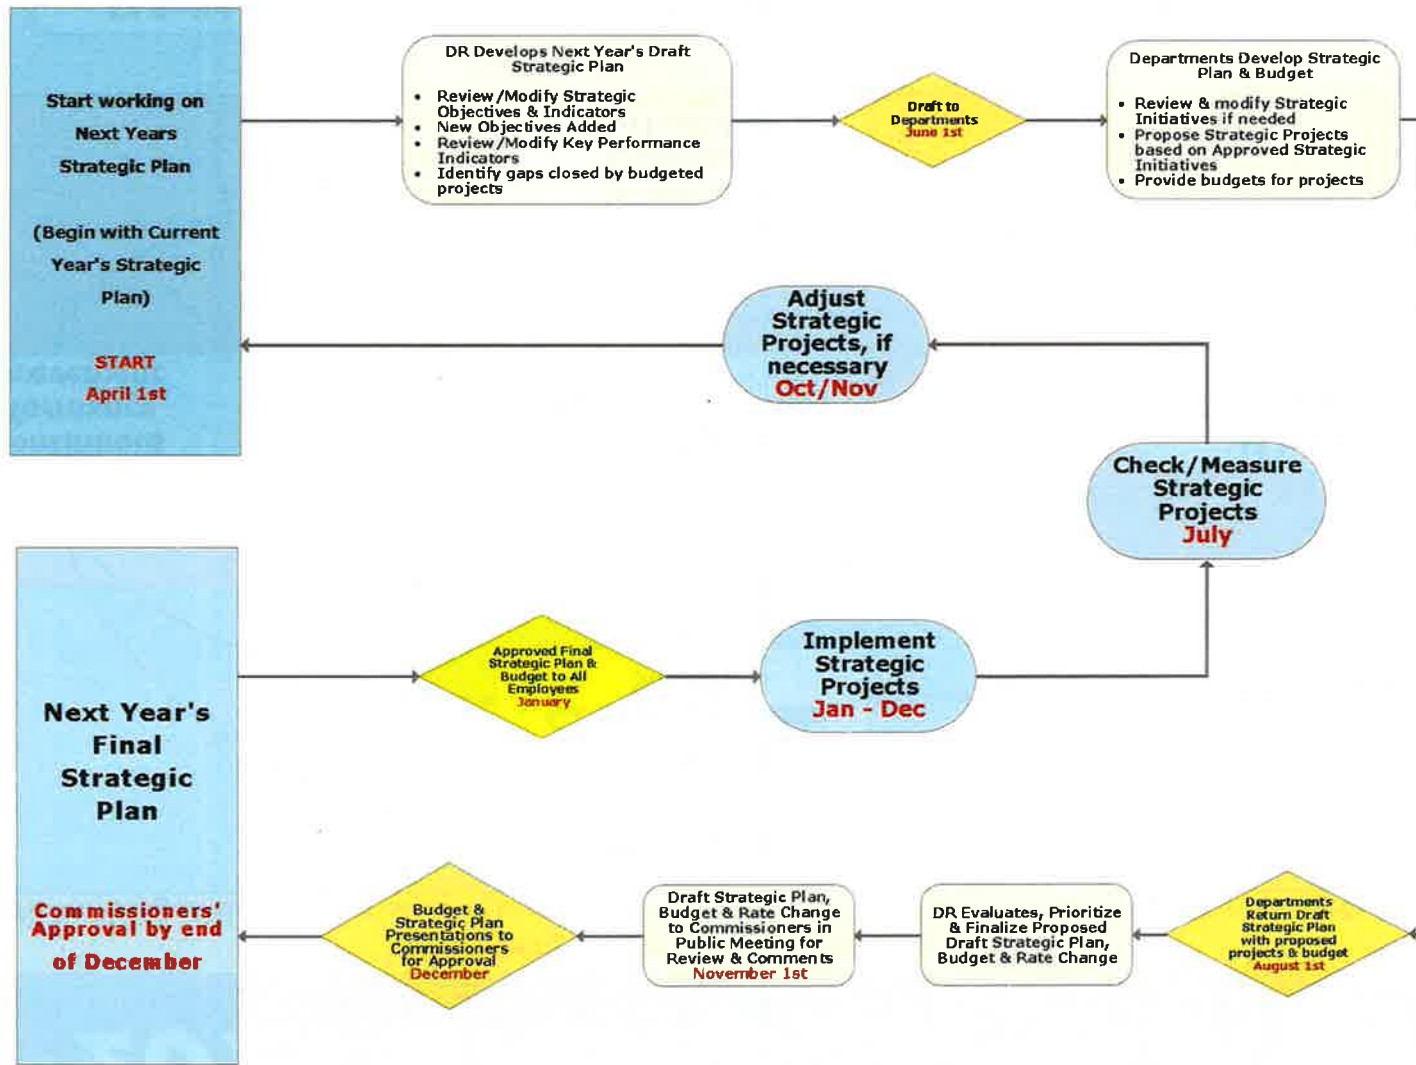 Start working on
Next Years
Strategic Plan
(Begin with Current
Year's Strategic
Plan)
START
April 1st
DR Develops Next Year's Draft
Strategic Plan
• Review/Modify Strategic
Objectives & Indicators
• New Objectives Added
• Review/Modify Key Performance
Indicators
• Identify gaps closed by budgeted
projects
Draft to
Departments
June 1st
Departments Develop Strategic
Plan & Budget
• Review & modify Strategic
Initiatives if needed
• Propose Strategic Projects
based on Approved Strategic
Initiatives
• Provide budgets for projects
Adjust
Strategic
Projects, if
necessary
Oct/Nov
Check/Measure
Strategic
Projects
July
Next Year's
Final
Strategic
Plan
Commissioners'
Approval by end
of December
Approved Final
Strategic Plan &
Budget to All
Employees
January
Implement
Strategic
Projects
Jan - Dec
Budget &
Strategic Plan
Presentations to
Commissioners
for Approval
December
Draft Strategic Plan,
Budget & Rate Change
to Commissioners in
Public Meeting for
Review & Comments
November 1st
DR Evaluates, Prioritize
& Finalize Proposed
Draft Strategic Plan,
Budget & Rate Change
Departments
Return Draft
Strategic Plan
with proposed
projects & budget
August 1st